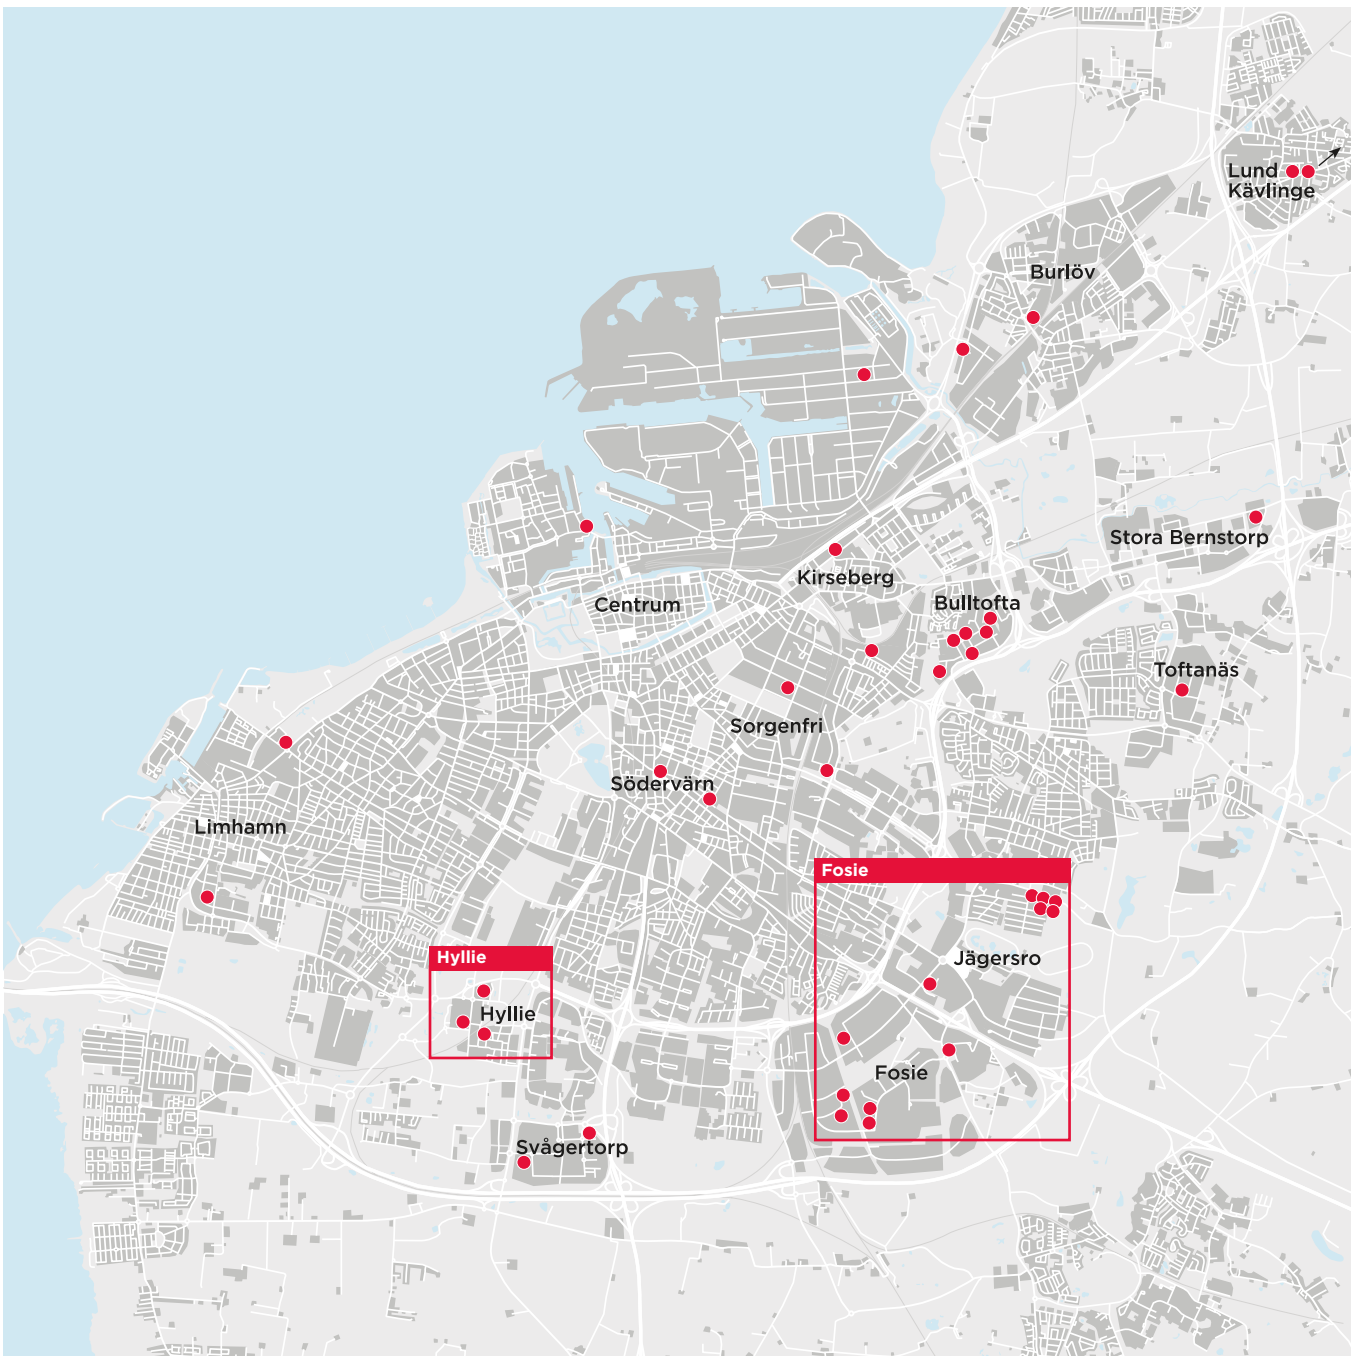 Lund
Kävlinge
Burlöv
Stora Bernstorp
Kirseberg
Centrum
Bulltofta
Toftanäs
Sorgenfri
Södervärn
Limhamn
Fosie
Hyllie
Jägersro
Hyllie
Fosie
Svågertorp